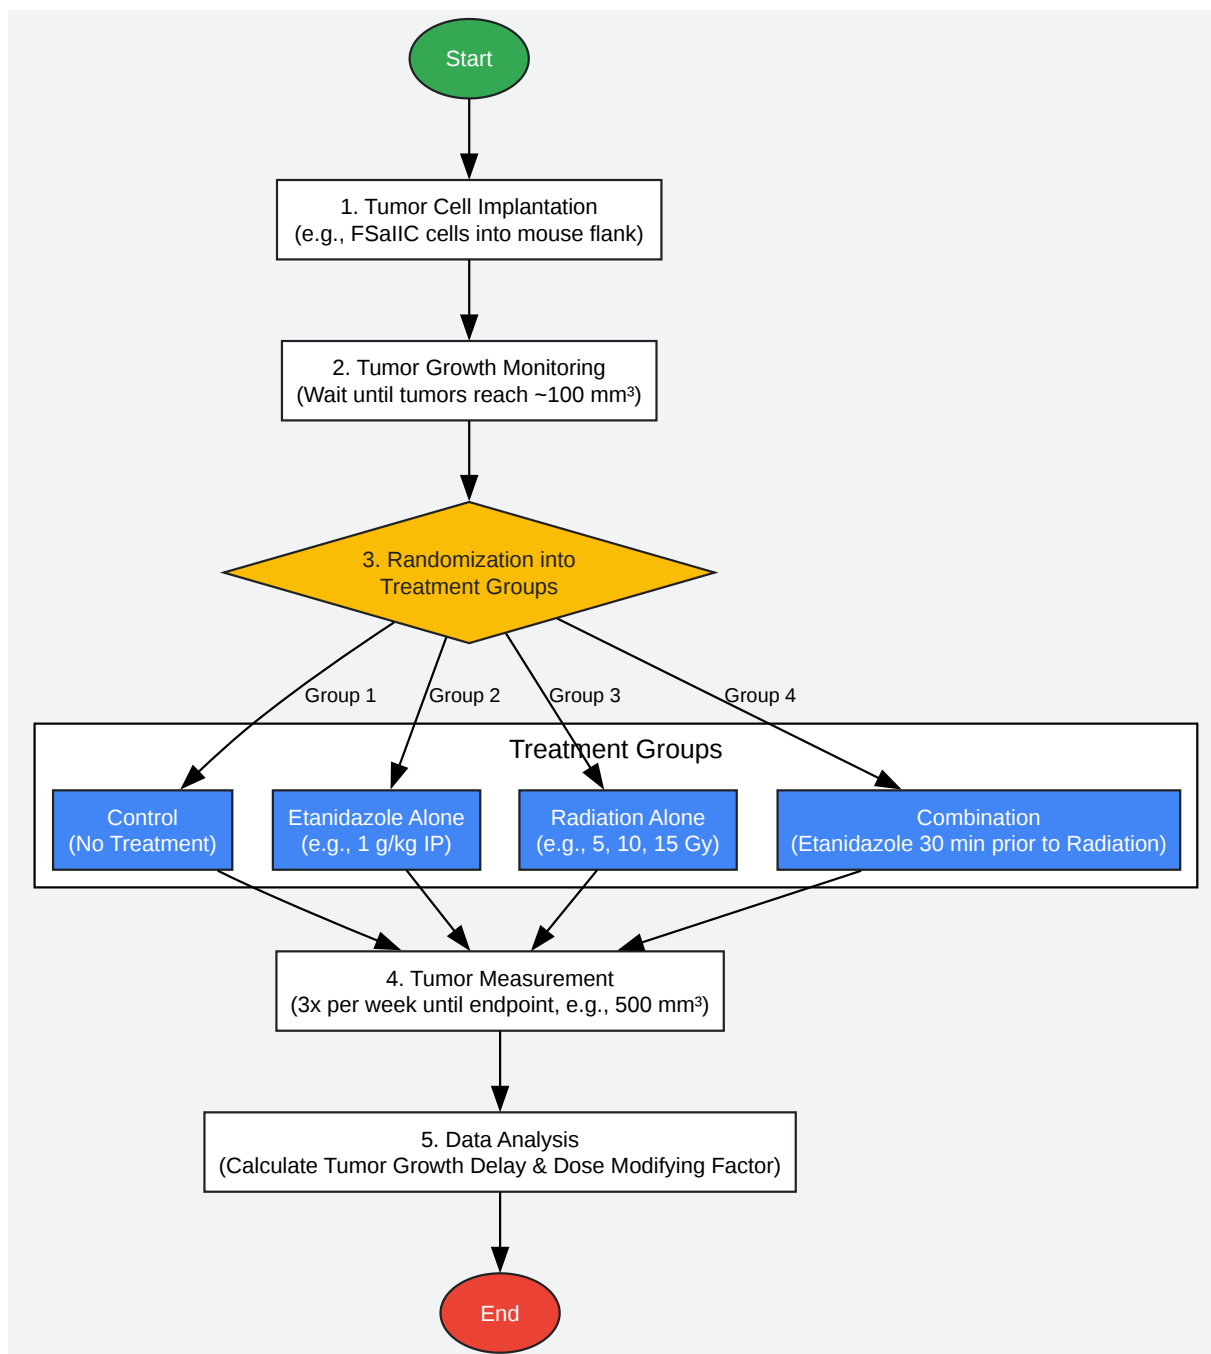 Start
1. Tumor Cell Implantation
(e.g., FSaIIC cells into mouse flank)
2. Tumor Growth Monitoring
(Wait until tumors reach ~100 mm³)
3. Randomization into
Treatment Groups
Group 1
Group 2
Group 3
Group 4
Treatment Groups
Control
(No Treatment)
Etanidazole Alone
(e.g., 1 g/kg IP)
Radiation Alone
(e.g., 5, 10, 15 Gy)
Combination
(Etanidazole 30 min prior to Radiation)
4. Tumor Measurement
(3x per week until endpoint, e.g., 500 mm³)
5. Data Analysis
(Calculate Tumor Growth Delay & Dose Modifying Factor)
End